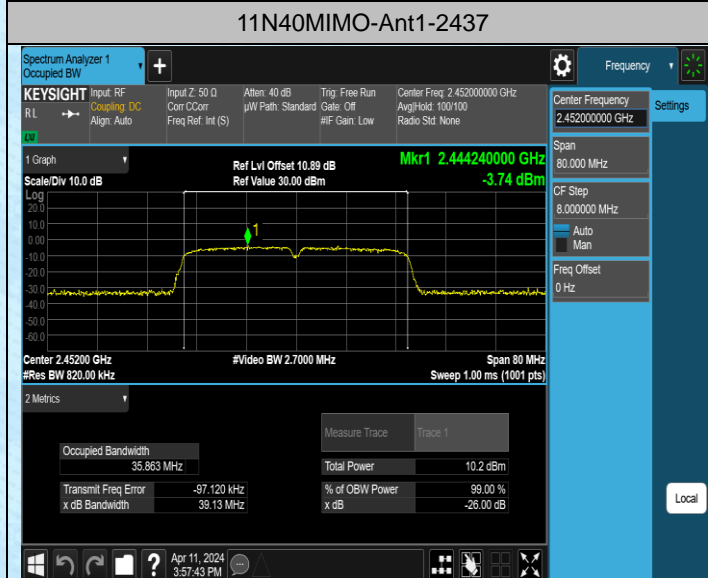 11N40MIMO-Ant1-2437
Spectrum Analyzer 1
Occupied BW
Frequency
KEYSIGHT
RL
Input: RF
Coupling: DC
Align: Auto
Input Z: 50 Ω
Corr CCorr
Freq Ref: Int (S)
Atten: 40 dB
µW Path: Standard
Trig: Free Run
Gate: Off
#IF Gain: Low
Center Freq: 2.452000000 GHz
Avg|Hold: 100/100
Radio Std: None
Center Frequency
2.452000000 GHz
Settings
Span
80.000 MHz
CF Step
8.000000 MHz
Auto
Man
Freq Offset
0 Hz
1 Graph
Scale/Div 10.0 dB
Ref Lvl Offset 10.89 dB
Ref Value 30.00 dBm
Mkr1 2.444240000 GHz
-3.74 dBm
Log
20.0
10.0
0.00
-10.0
-20.0
-30.0
-40.0
-50.0
-60.0
1
Center 2.45200 GHz
#Res BW 820.00 kHz
#Video BW 2.7000 MHz
Span 80 MHz
Sweep 1.00 ms (1001 pts)
2 Metrics
Measure Trace
Trace 1
Occupied Bandwidth
35.863 MHz
Total Power
10.2 dBm
Transmit Freq Error
-97.120 kHz
% of OBW Power
99.00 %
x dB Bandwidth
39.13 MHz
x dB
-26.00 dB
Local
?
Apr 11, 2024
3:57:43 PM